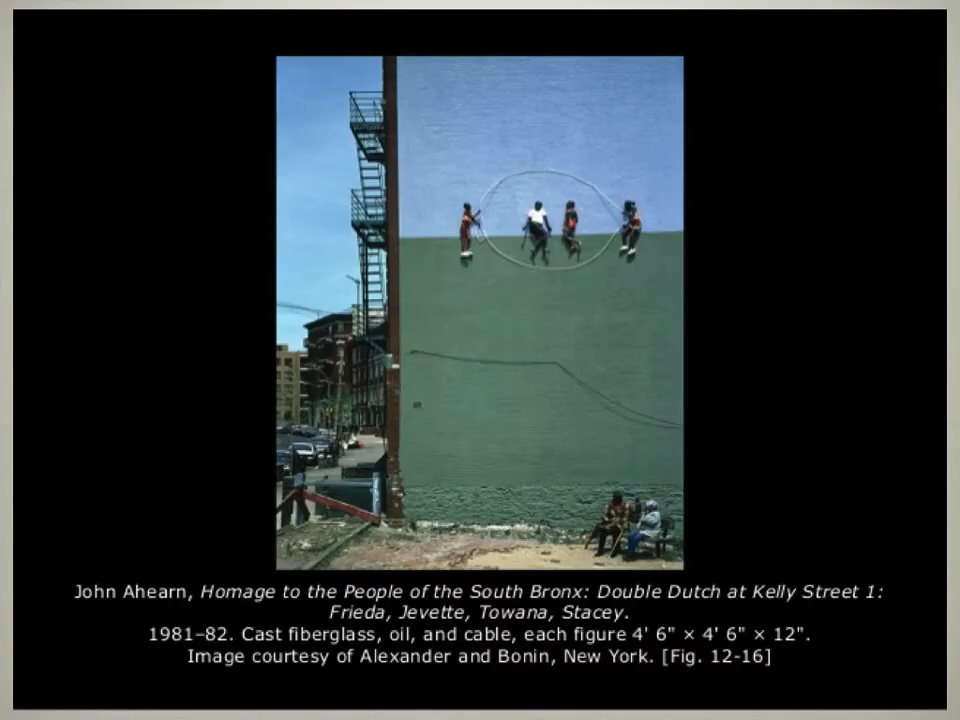 John Ahearn, Homage to the People of the South Bronx: Double Dutch at Kelly Street 1:
Frieda, Jevette, Towana, Stacey.
1981–82. Cast fiberglass, oil, and cable, each figure 4' 6" × 4' 6" × 12".
Image courtesy of Alexander and Bonin, New York. [Fig. 12-16]